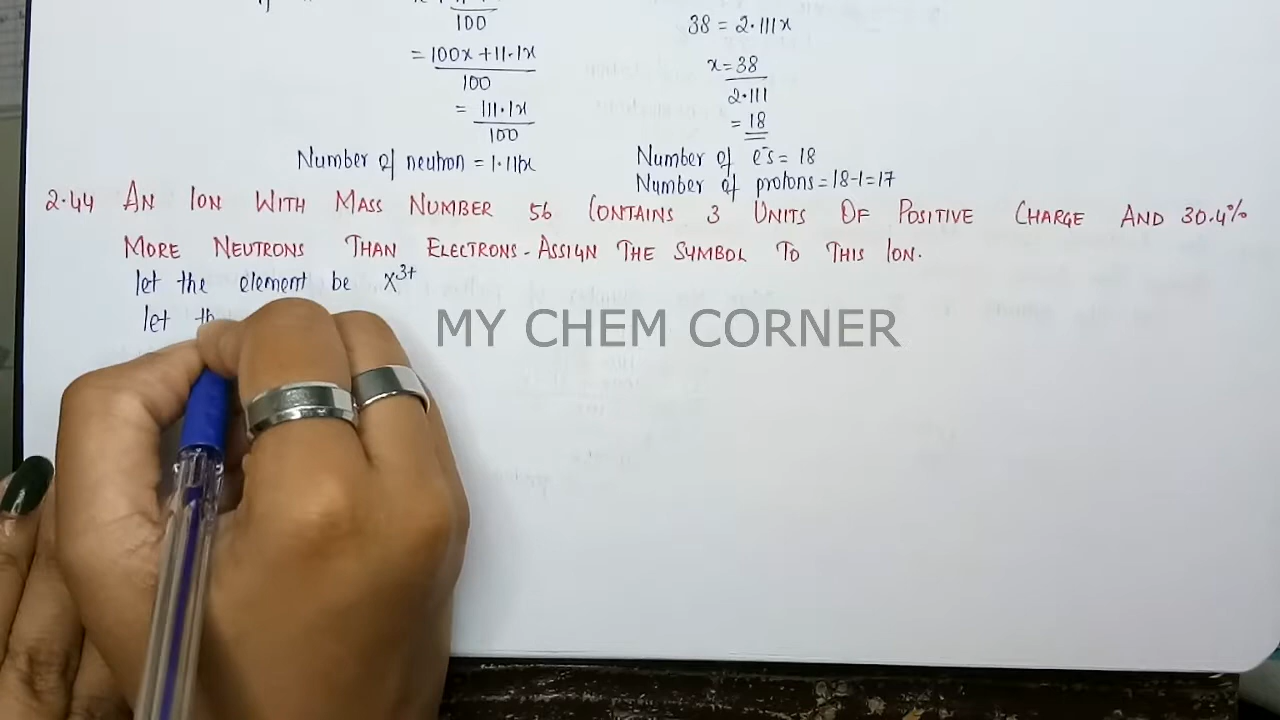 100
38 = 2.111x
= 100x + 11.1x
100
x = 38
2.111
= 111.1x
100
= 18
Number of neutron = 1.111x
Number of e⁻s = 18
Number of protons = 18-1 = 17
2.44 AN ION WITH MASS NUMBER 56 CONTAINS 3 UNITS OF POSITIVE CHARGE AND 30.4%
MORE NEUTRONS THAN ELECTRONS. ASSIGN THE SYMBOL TO THIS ION.
let the element be x³⁺
let th
MY CHEM CORNER